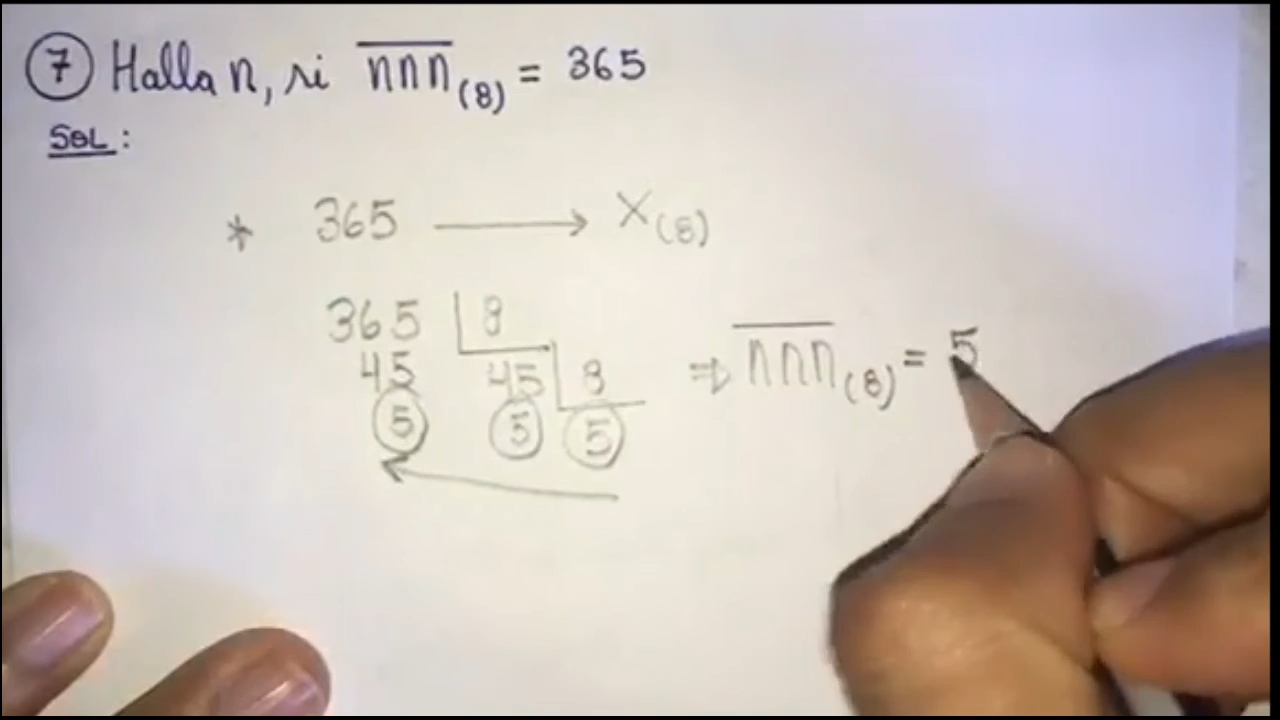 7 Halla n, si nnn(8) = 365
SOL:
* 365 → X(8)
365 8
45 45 8
5 5 5
⇒ nnn(8) = 5